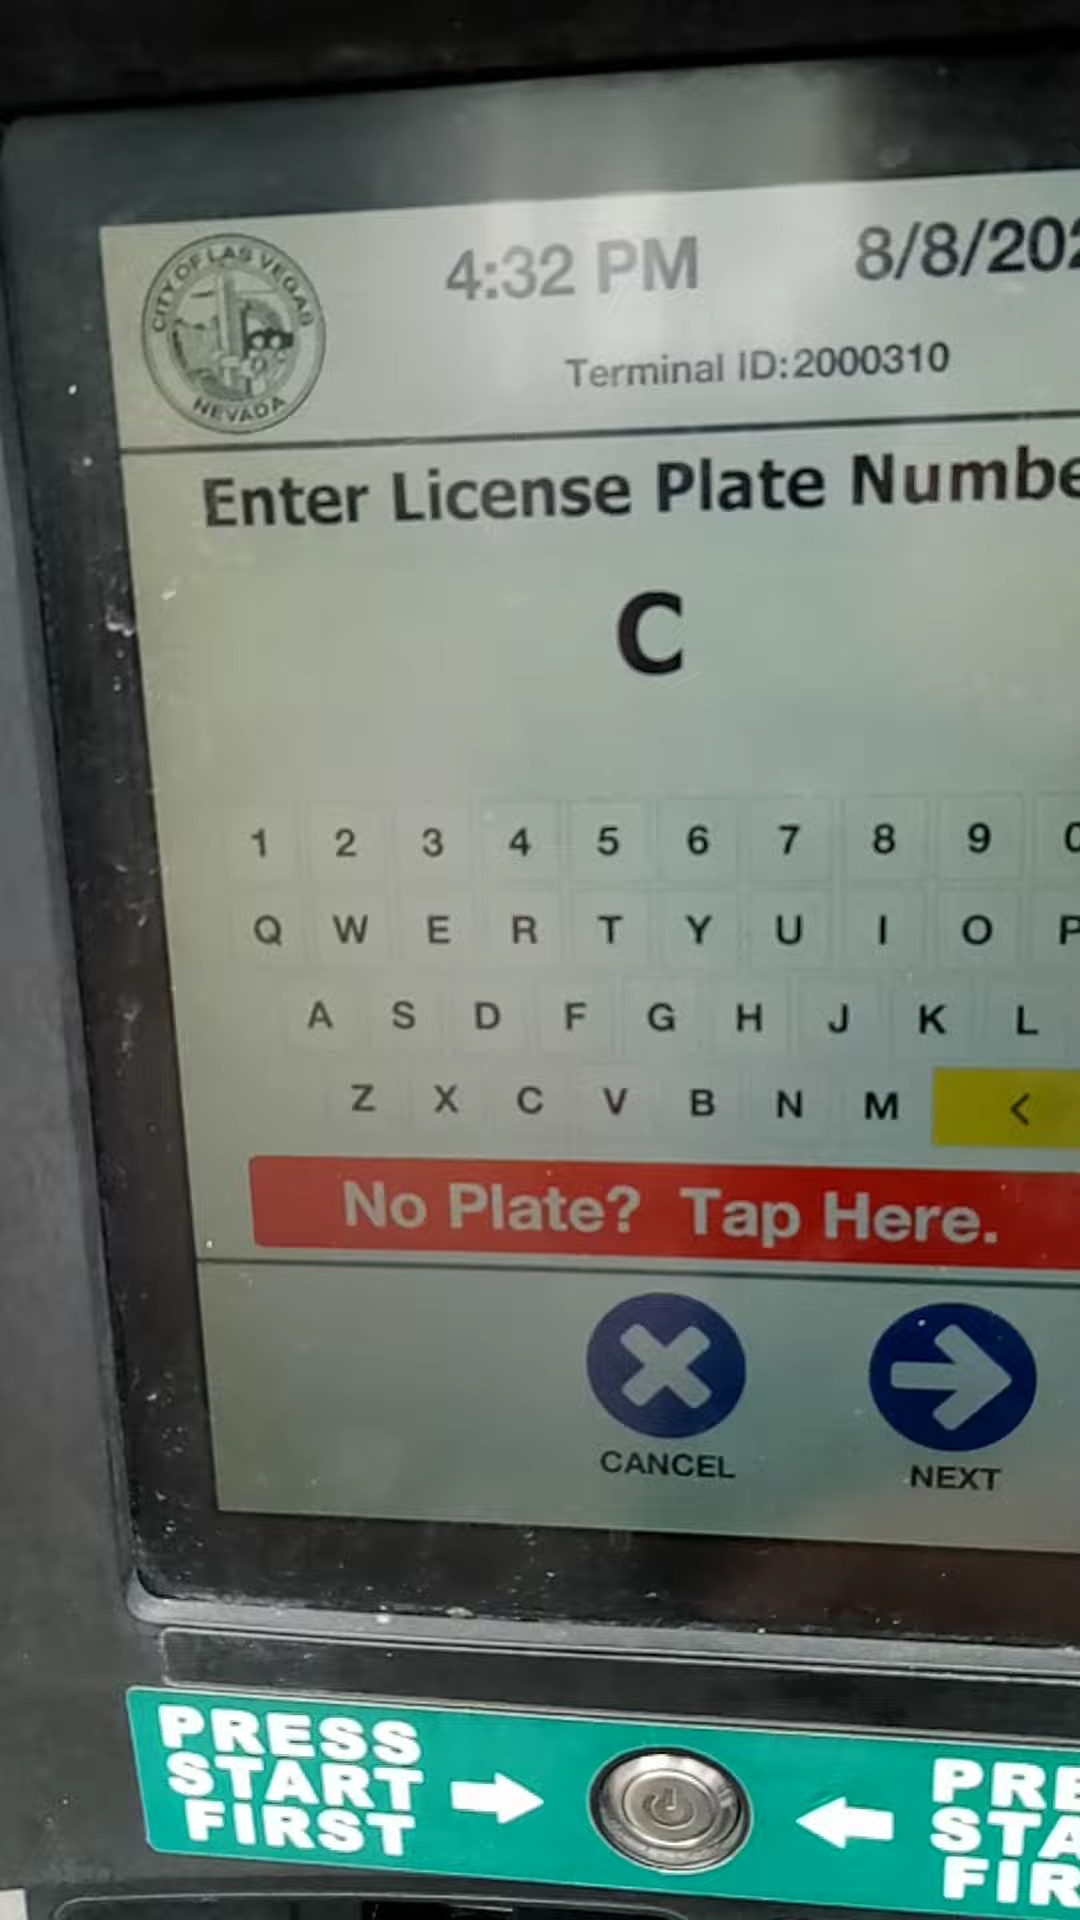 CITY OF LAS VEGAS
NEVADA
4:32 PM 8/8/202
Terminal ID:2000310
Enter License Plate Numbe
C
1 2 3 4 5 6 7 8 9 0
Q W E R T Y U I O P
A S D F G H J K L
Z X C V B N M <
No Plate? Tap Here.
CANCEL NEXT
PRESS
START
FIRST
PRE
STA
FIR